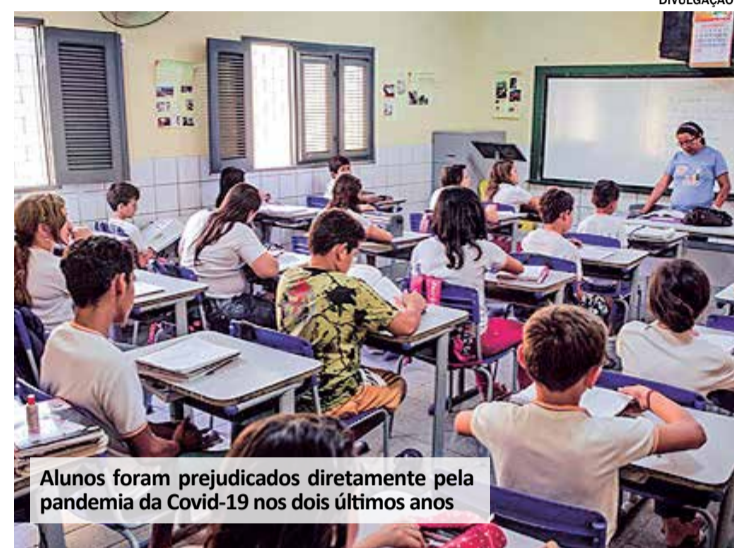 DIVULGAÇÃO
Alunos foram prejudicados diretamente pela
pandemia da Covid-19 nos dois últimos anos